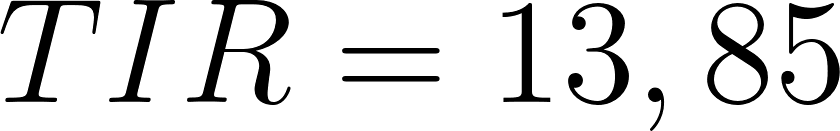 TIR = 13,85